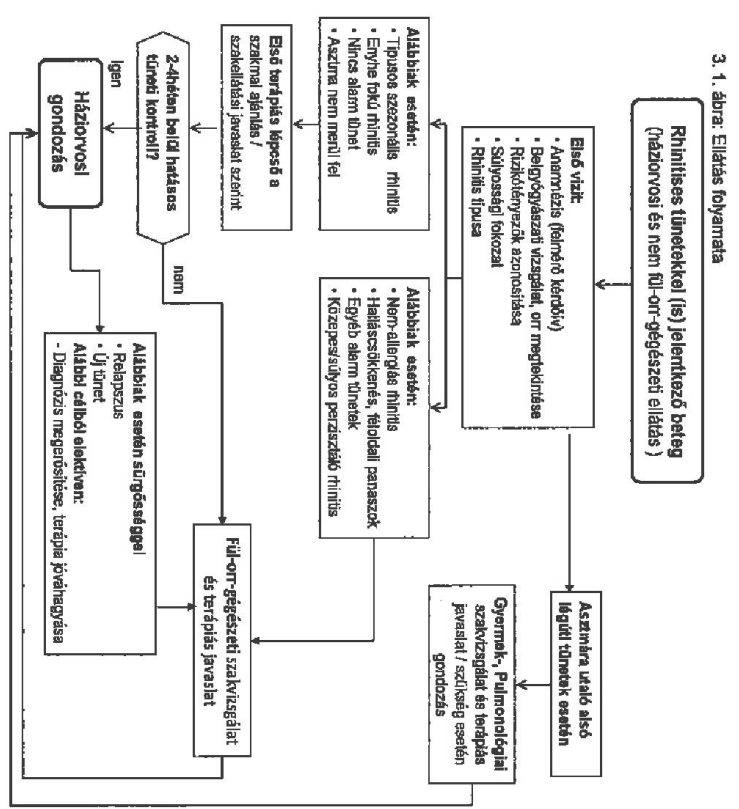 3. 1. ábra: Ellátás folyamata
Rhinitises tünetekkel (is) jelentkező beteg
(háziorvosi és nem fül-orr-gégészeti ellátás )
Első vizit:
• Anamnézis (felmérő kérdőív)
• Belgyógyászati vizsgálat, orr megtekintése
• Rizikótényezők azonosítása
• Súlyossági fokozat
• Rhinitis típusa
Asztmára utaló alsó
légúti tünetek esetén
Alábbiak esetén:
• Típusos szezonális rhinitis
• Enyhe fokú rhinitis
• Nincs alarm tünet
• Asztma nem merül fel
Alábbiak esetén:
• Nem-allergiás rhinitis
• Hatláscsökkenés, féloldali panaszok
• Egyéb alarm tünetek
• Közepes/súlyos perzisztáló rhinitis
Gyermek-, Pulmonológiai
szakvizsgálat és terápiás
javaslat / szükség esetén
gondozás
Első terápiás lépcső a
szakmai ajánlás /
szakellátási javaslat szerint
2-4héten belül hatásos
tüneti kontroll?
nem
Igen
Fül-orr-gégészeti szakvizsgálat
és terápiás javaslat
Háziorvosi
gondozás
Alábbiak esetén sürgősséggel
• Relapszus
• Új tünet
Alábbi célból elektíven:
- Diagnózis megerősítése, terápia jóváhagyása